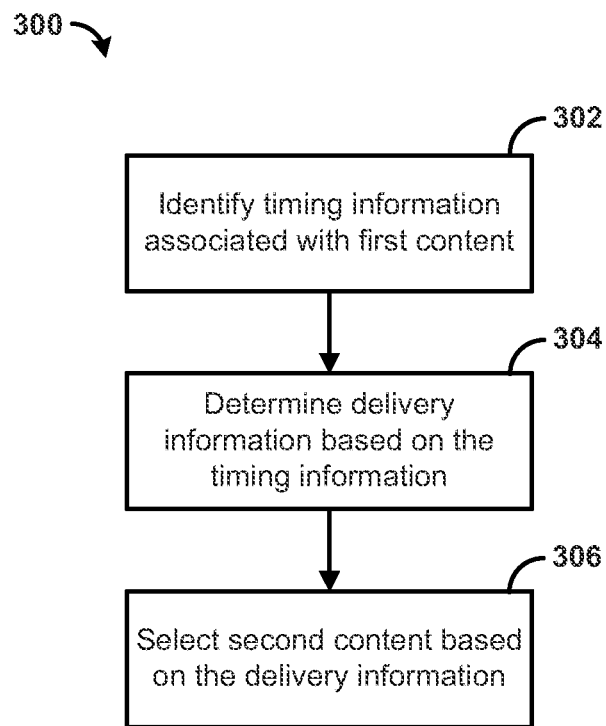 300
302
Identify timing information
associated with first content
304
Determine delivery
information based on the
timing information
306
Select second content based
on the delivery information